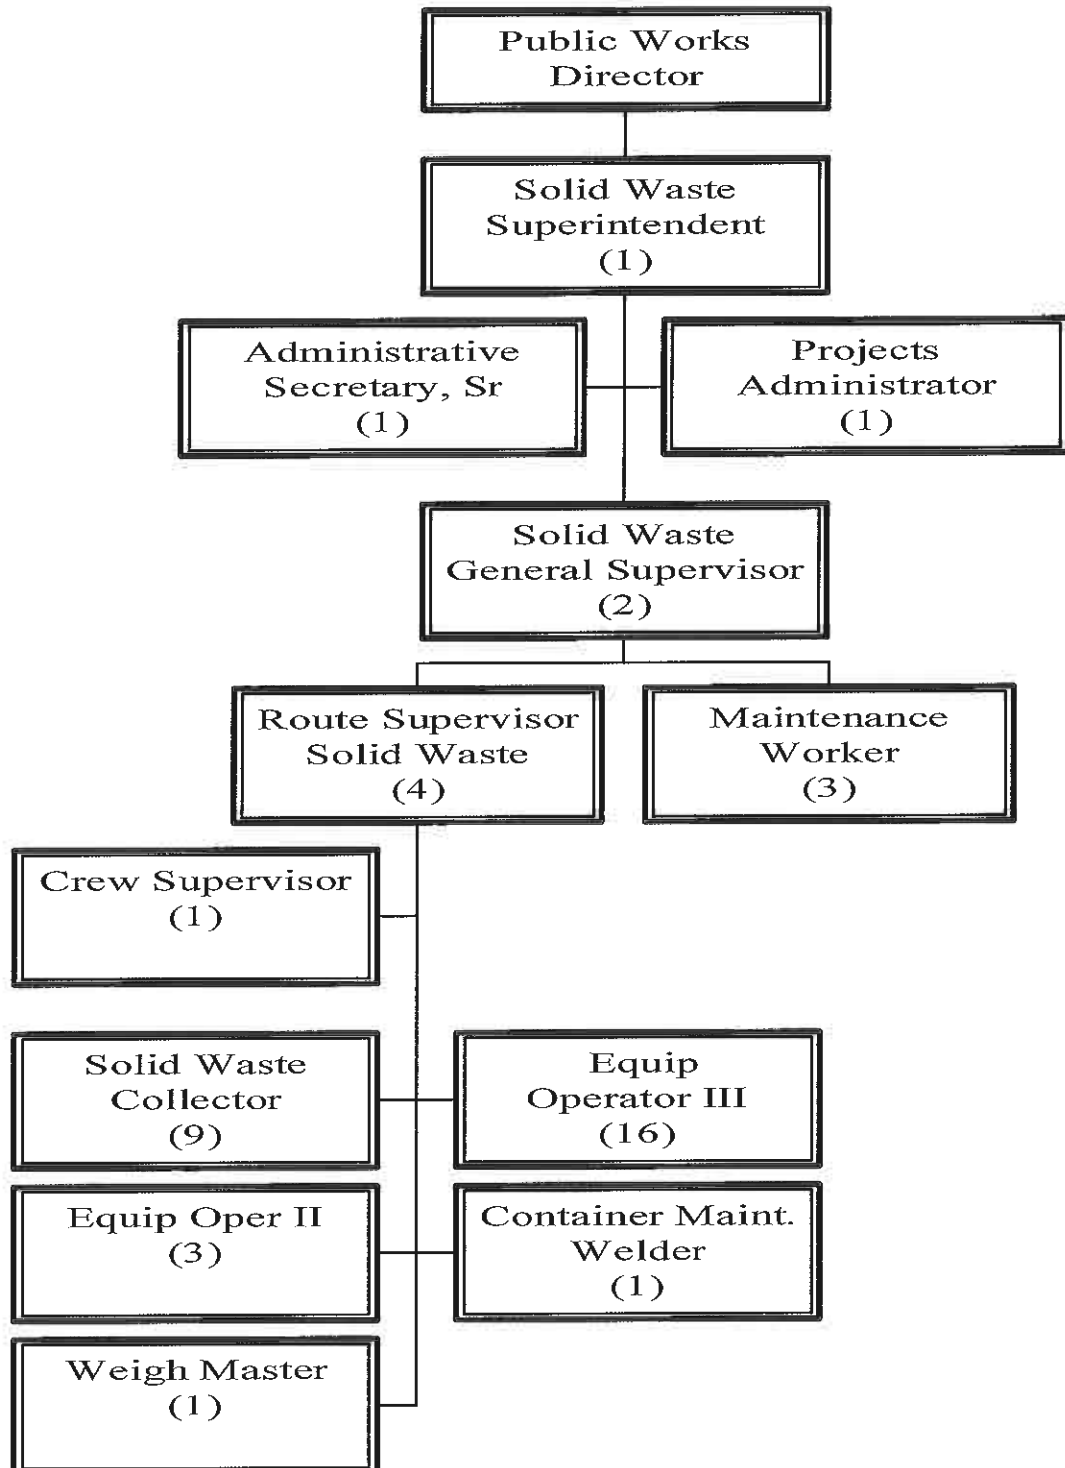 Public Works
Director
Solid Waste
Superintendent
(1)
Administrative
Secretary, Sr
(1)
Projects
Administrator
(1)
Solid Waste
General Supervisor
(2)
Route Supervisor
Solid Waste
(4)
Maintenance
Worker
(3)
Crew Supervisor
(1)
Solid Waste
Collector
(9)
Equip
Operator III
(16)
Equip Oper II
(3)
Container Maint.
Welder
(1)
Weigh Master
(1)